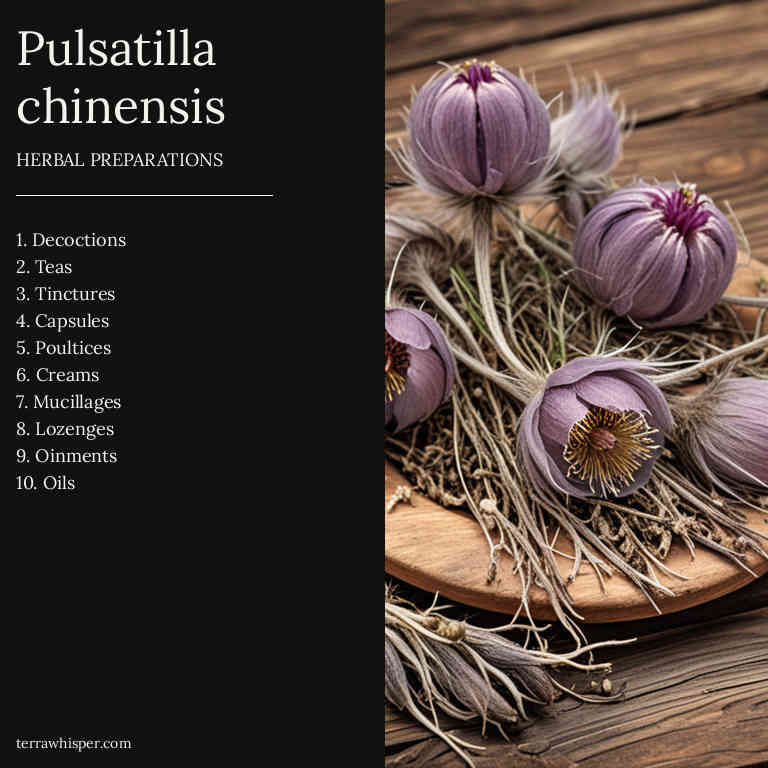 Pulsatilla
chinensis
HERBAL PREPARATIONS
1. Decoctions
2. Teas
3. Tinctures
4. Capsules
5. Poultices
6. Creams
7. Mucillages
8. Lozenges
9. Oinments
10. Oils
terrawhisper.com